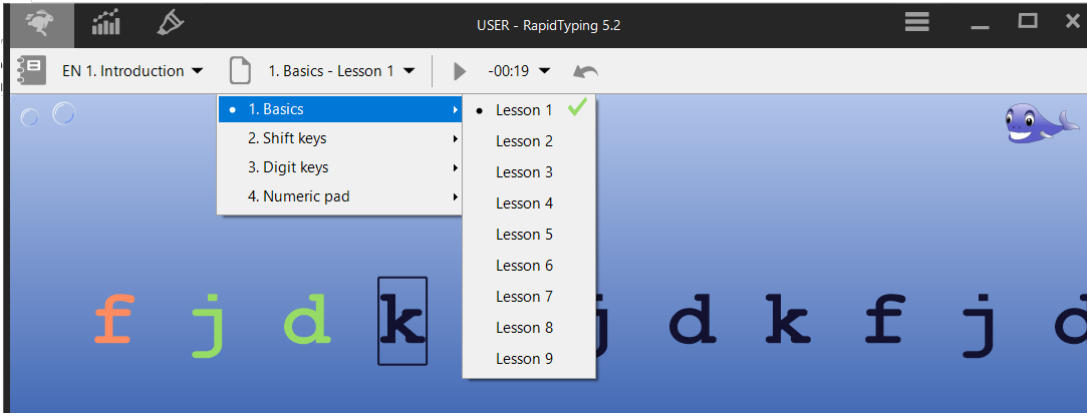 USER - RapidTyping 5.2
EN 1. Introduction 1. Basics - Lesson 1 -00:19
1. Basics
2. Shift keys
3. Digit keys
4. Numeric pad
Lesson 1
Lesson 2
Lesson 3
Lesson 4
Lesson 5
Lesson 6
Lesson 7
Lesson 8
Lesson 9
f j d k j d k f j d